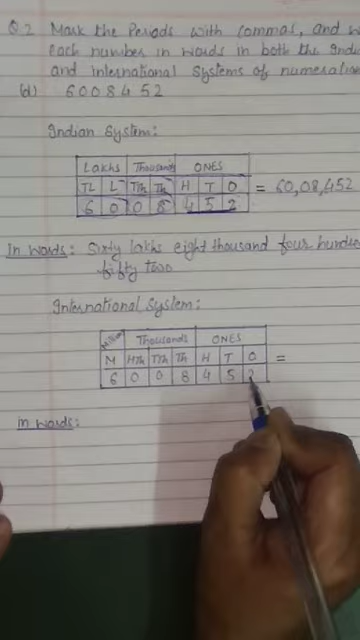 Q.2 Mark the Periods with commas, and
each number in words in both the
and international systems of numeration
(d) 6008452
Indian System:
Lakhs Thousands ONES
TL L TTh Th H T O
6 0 0 8 4 5 2 = 60,08,452
In words: Sixty lakhs eight thousand four
fifty two
International System:
Million Thousands ONES
M HTh TTh Th H T O =
6 0 0 8 4 5 2
in words: